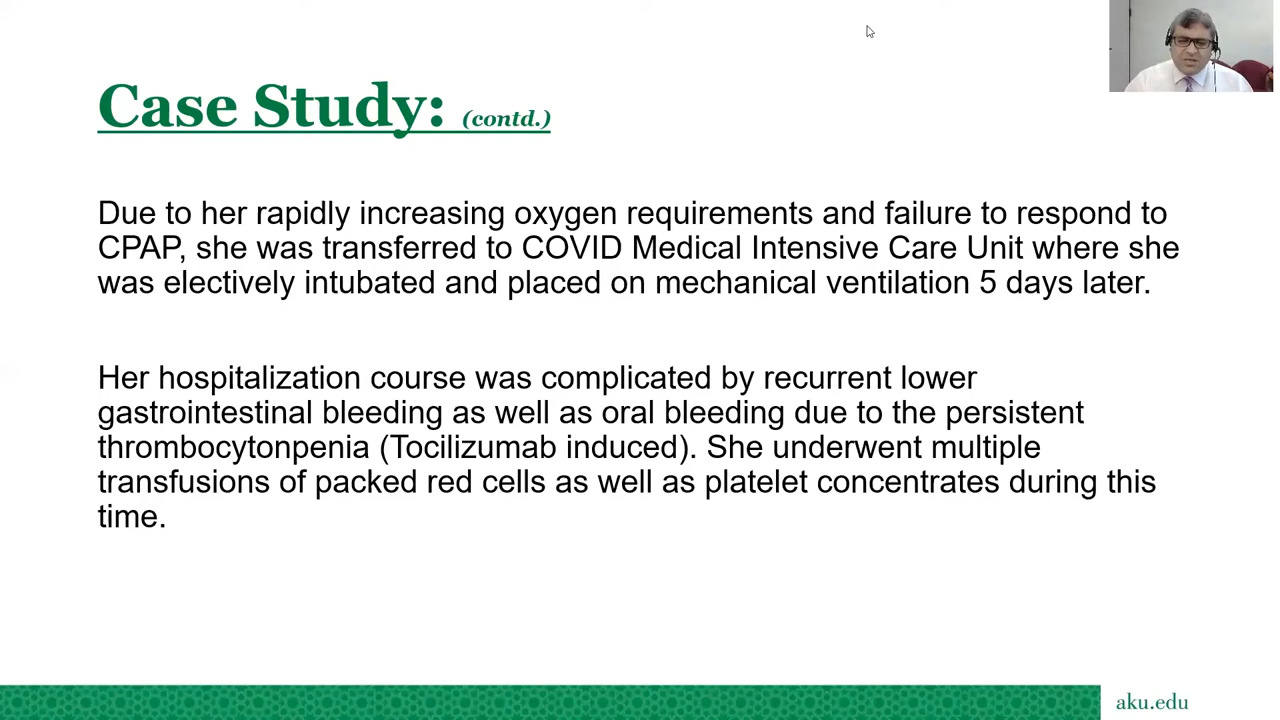 Case Study: (contd.)
Due to her rapidly increasing oxygen requirements and failure to respond to
CPAP, she was transferred to COVID Medical Intensive Care Unit where she
was electively intubated and placed on mechanical ventilation 5 days later.
Her hospitalization course was complicated by recurrent lower
gastrointestinal bleeding as well as oral bleeding due to the persistent
thrombocytonpenia (Tocilizumab induced). She underwent multiple
transfusions of packed red cells as well as platelet concentrates during this
time.
aku.edu